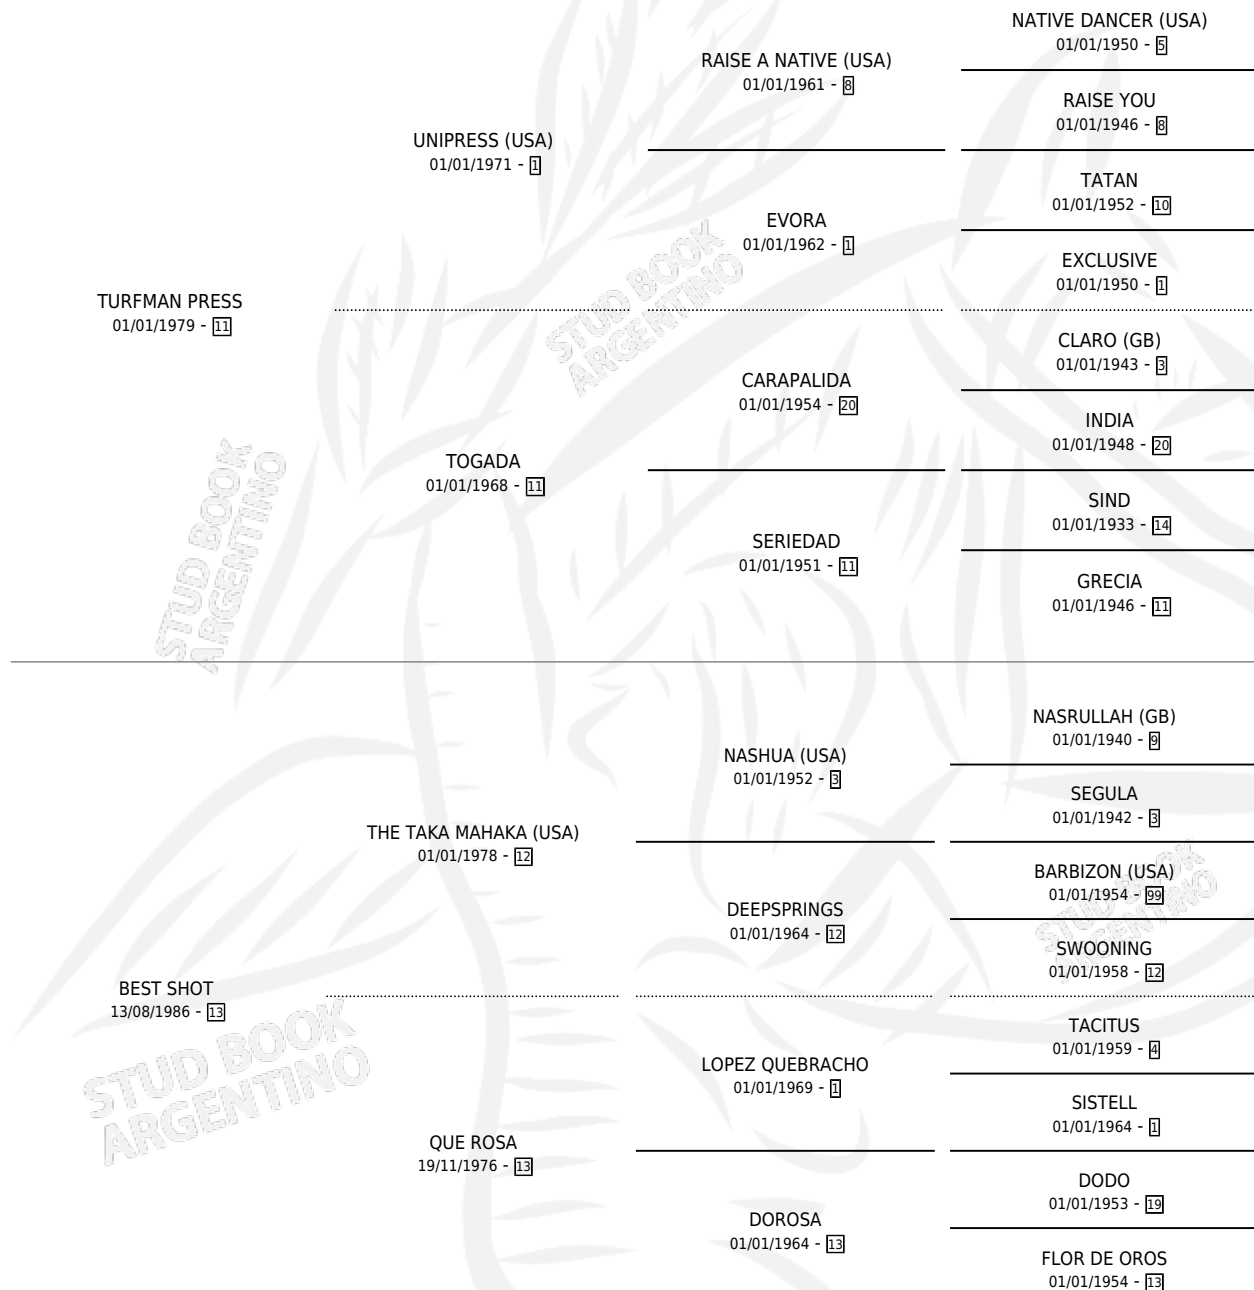 NATIVE DANCER (USA)
01/01/1950 - 5
RAISE A NATIVE (USA)
01/01/1961 - 8
RAISE YOU
01/01/1946 - 8
UNIPRESS (USA)
01/01/1971 - 1
TATAN
01/01/1952 - 10
EVORA
01/01/1962 - 1
EXCLUSIVE
01/01/1950 - 1
TURFMAN PRESS
01/01/1979 - 11
CLARO (GB)
01/01/1943 - 3
CARAPALIDA
01/01/1954 - 20
INDIA
01/01/1948 - 20
TOGADA
01/01/1968 - 11
SIND
01/01/1933 - 14
SERIEDAD
01/01/1951 - 11
GRECIA
01/01/1946 - 11
STUD BOOK
ARGENTINO
STUD BOOK
ARGENTINO
NASRULLAH (GB)
01/01/1940 - 9
NASHUA (USA)
01/01/1952 - 3
SEGULA
01/01/1942 - 3
THE TAKA MAHAKA (USA)
01/01/1978 - 12
BARBIZON (USA)
01/01/1954 - 99
DEEPSPRINGS
01/01/1964 - 12
SWOONING
01/01/1958 - 12
BEST SHOT
13/08/1986 - 13
TACITUS
01/01/1959 - 4
LOPEZ QUEBRACHO
01/01/1969 - 1
SISTELL
01/01/1964 - 1
QUE ROSA
19/11/1976 - 13
DODO
01/01/1953 - 19
DOROSA
01/01/1964 - 13
FLOR DE OROS
01/01/1954 - 13
STUD BOOK
ARGENTINO
STUD BOOK
ARGENTINO